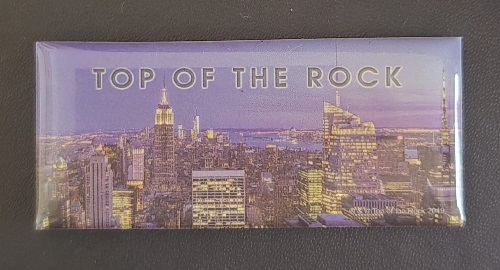 TOP OF THE ROCK